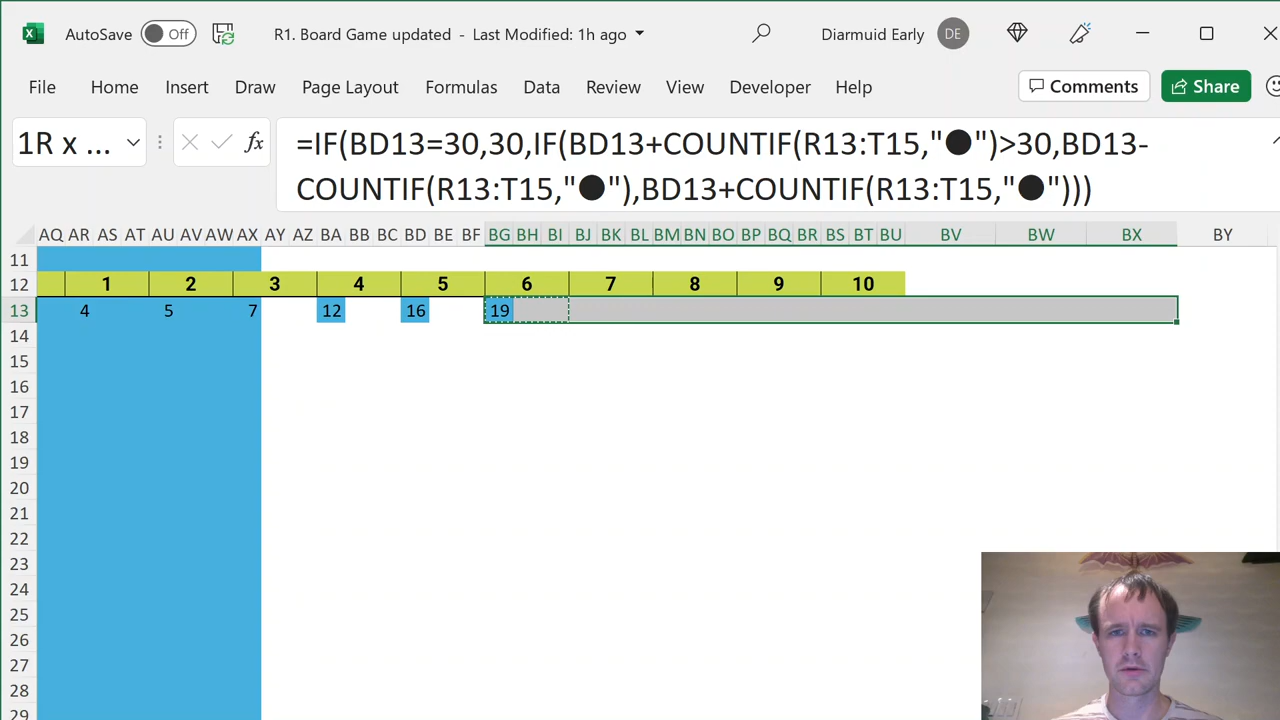 AutoSave Off R1. Board Game updated - Last Modified: 1h ago Diarmuid Early DE
File Home Insert Draw Page Layout Formulas Data Review View Developer Help Comments Share
1R x ... fx =IF(BD13=30,30,IF(BD13+COUNTIF(R13:T15,"●")>30,BD13-
COUNTIF(R13:T15,"●"),BD13+COUNTIF(R13:T15,"●")))
AQ AR AS AT AU AV AW AX AY AZ BA BB BC BD BE BF BG BH BI BJ BK BL BM BN BO BP BQ BR BS BT BU BV BW BX BY
11
12 1 2 3 4 5 6 7 8 9 10
13 4 5 7 12 16 19
14
15
16
17
18
19
20
21
22
23
24
25
26
27
28
29